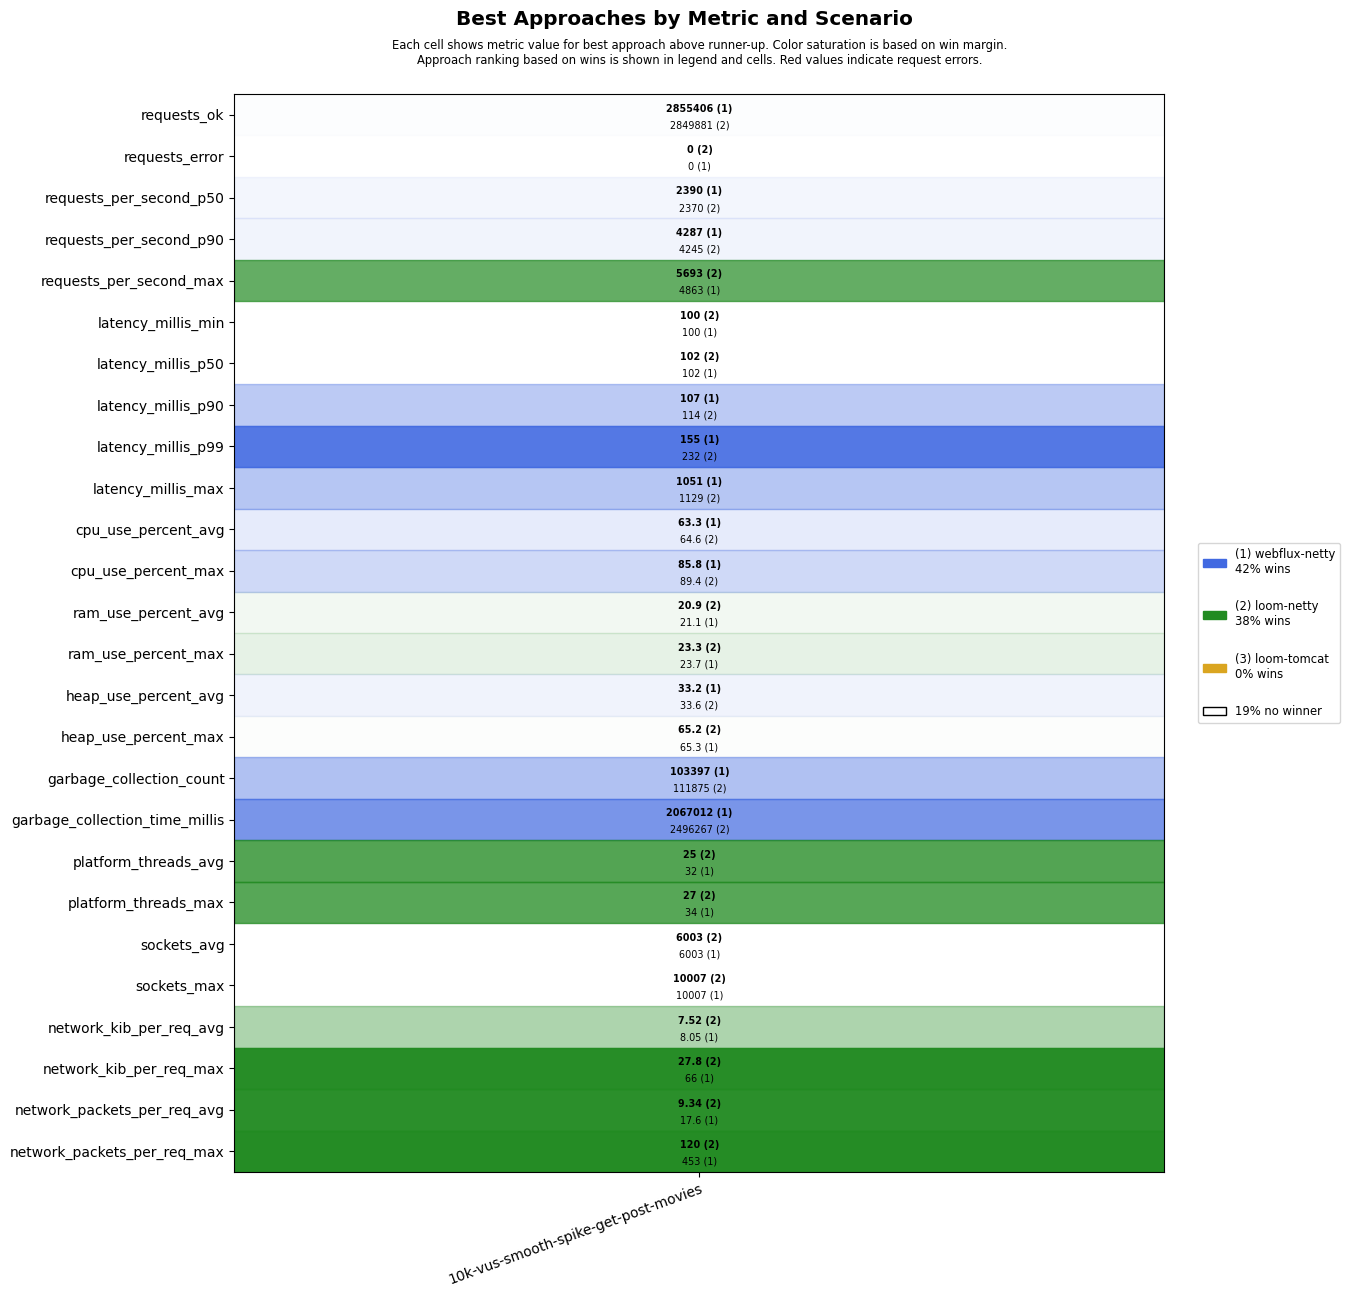 Best Approaches by Metric and Scenario
Each cell shows metric value for best approach above runner-up. Color saturation is based on win margin.
Approach ranking based on wins is shown in legend and cells. Red values indicate request errors.
requests_ok
2855406 (1)
2849881 (2)
requests_error
0 (2)
0 (1)
requests_per_second_p50
2390 (1)
2370 (2)
requests_per_second_p90
4287 (1)
4245 (2)
requests_per_second_max
5693 (2)
4863 (1)
latency_millis_min
100 (2)
100 (1)
latency_millis_p50
102 (2)
102 (1)
latency_millis_p90
107 (1)
114 (2)
latency_millis_p99
155 (1)
232 (2)
latency_millis_max
1051 (1)
1129 (2)
cpu_use_percent_avg
63.3 (1)
64.6 (2)
cpu_use_percent_max
85.8 (1)
89.4 (2)
ram_use_percent_avg
20.9 (2)
21.1 (1)
ram_use_percent_max
23.3 (2)
23.7 (1)
heap_use_percent_avg
33.2 (1)
33.6 (2)
heap_use_percent_max
65.2 (2)
65.3 (1)
garbage_collection_count
103397 (1)
111875 (2)
garbage_collection_time_millis
2067012 (1)
2496267 (2)
platform_threads_avg
25 (2)
32 (1)
platform_threads_max
27 (2)
34 (1)
sockets_avg
6003 (2)
6003 (1)
sockets_max
10007 (2)
10007 (1)
network_kib_per_req_avg
7.52 (2)
8.05 (1)
network_kib_per_req_max
27.8 (2)
66 (1)
network_packets_per_req_avg
9.34 (2)
17.6 (1)
network_packets_per_req_max
120 (2)
453 (1)
10k-vus-smooth-spike-get-post-movies
(1) webflux-netty
42% wins
(2) loom-netty
38% wins
(3) loom-tomcat
0% wins
19% no winner